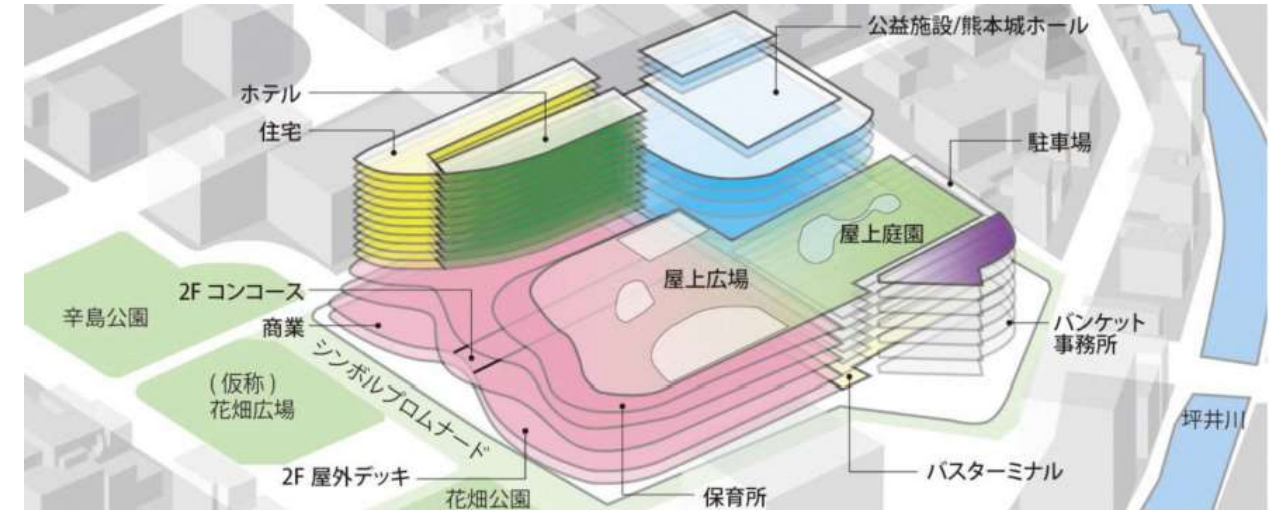 公益施設/熊本城ホール
ホテル
住宅
駐車場
屋上庭園
屋上広場
2F コンコース
辛島公園
商業
バンケット
事務所
シンボルプロムナード
(仮称)
花畑広場
坪井川
2F 屋外デッキ
バスターミナル
花畑公園
保育所